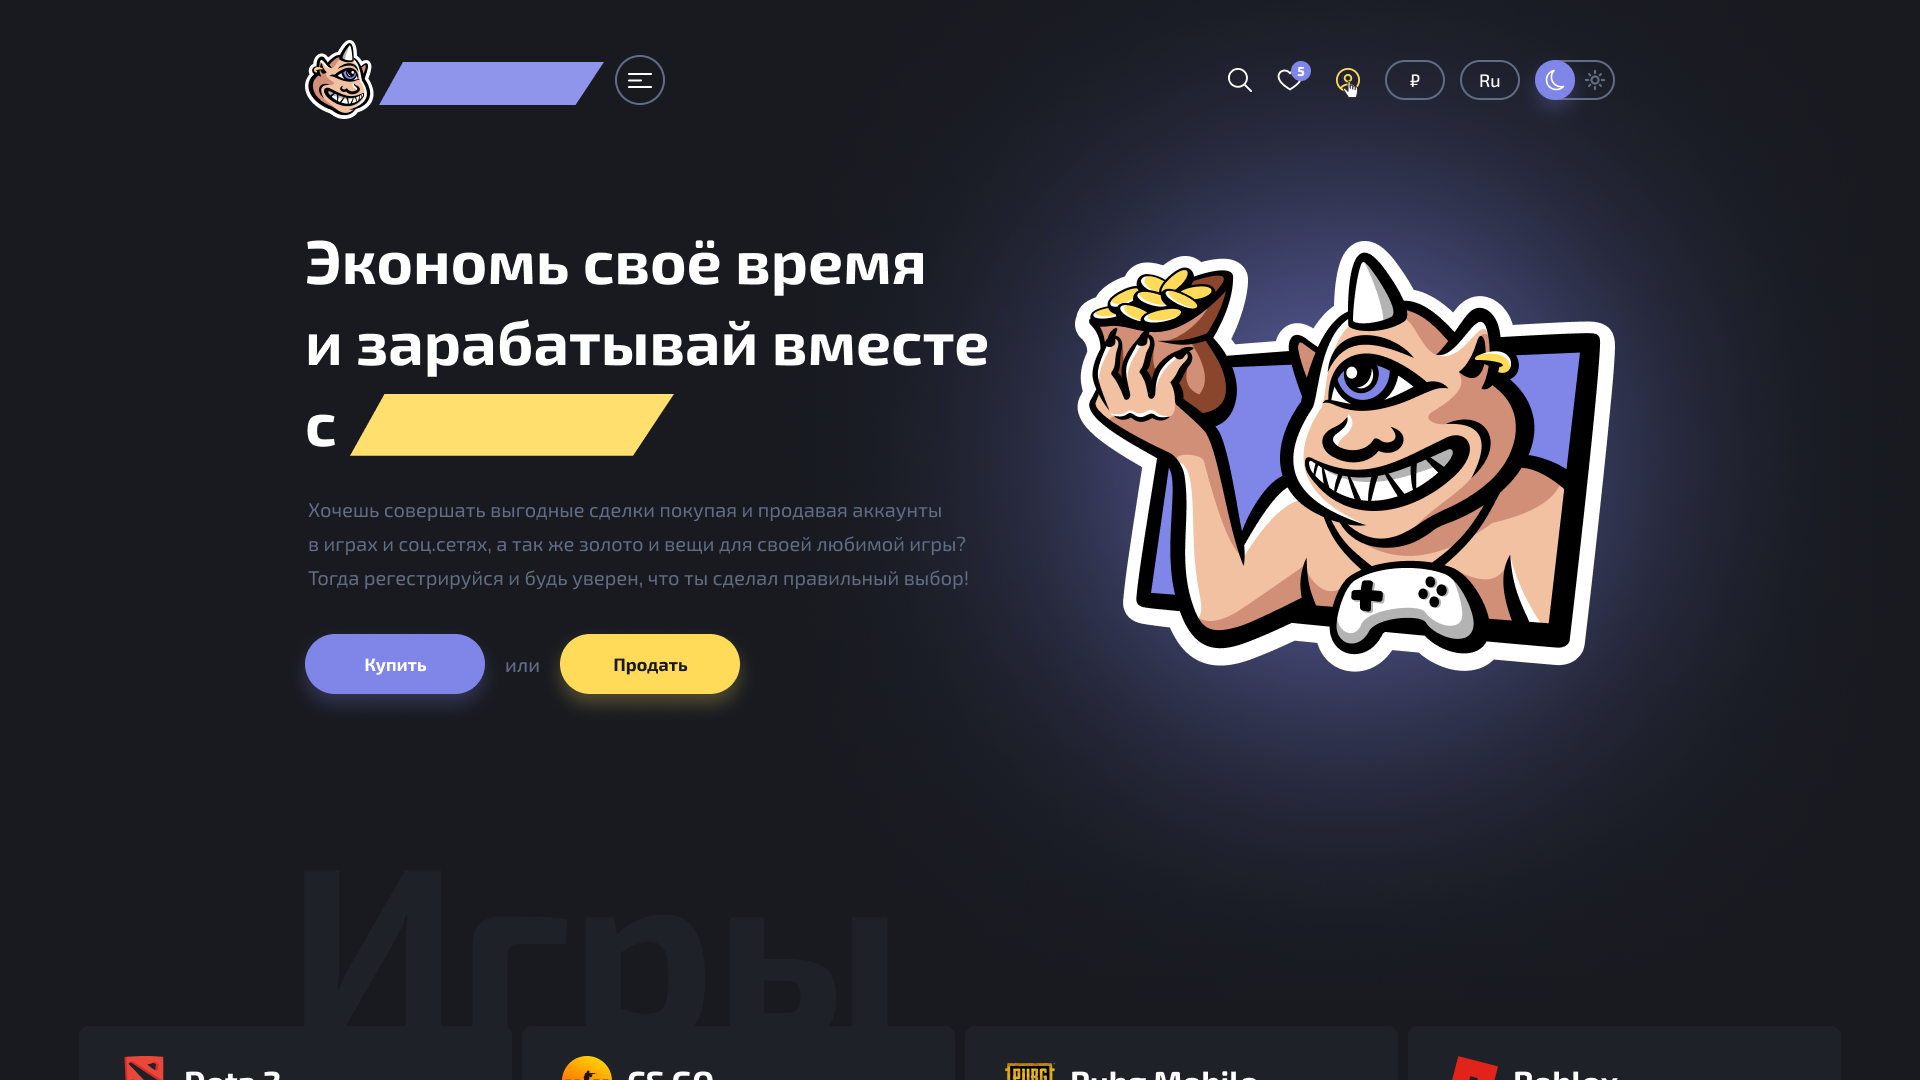 5
₽
Ru
Экономь своё время
и зарабатывай вместе
с
Хочешь совершать выгодные сделки покупая и продавая аккаунты
в играх и соц.сетях, а так же золото и вещи для своей любимой игры?
Тогда регестрируйся и будь уверен, что ты сделал правильный выбор!
Купить
или
Продать
Игры
Dota 2
CS GO
PUBG
Pubg Mobile
Roblox